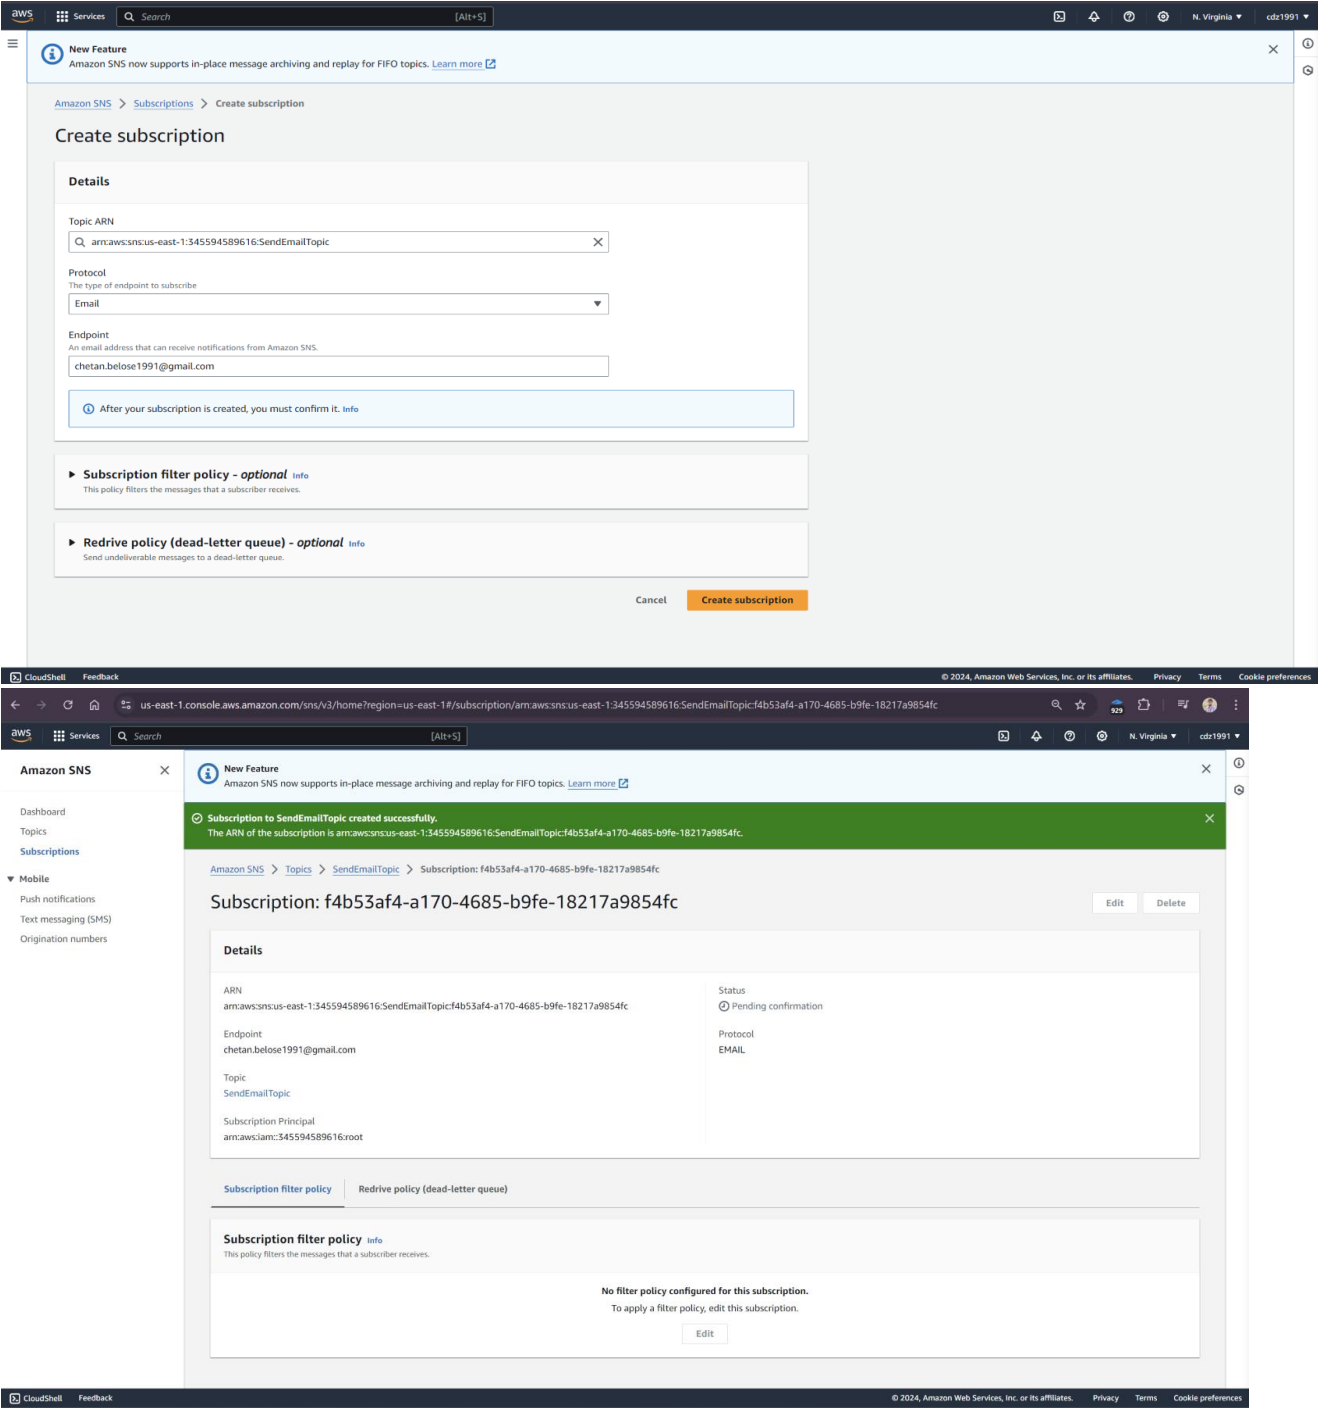 aws Services Search [Alt+S] N. Virginia cdz1991
New Feature
Amazon SNS now supports in-place message archiving and replay for FIFO topics. Learn more
Amazon SNS > Subscriptions > Create subscription
Create subscription
Details
Topic ARN
arn:aws:sns:us-east-1:345594589616:SendEmailTopic
Protocol
The type of endpoint to subscribe
Email
Endpoint
An email address that can receive notifications from Amazon SNS.
chetan.belose1991@gmail.com
After your subscription is created, you must confirm it. Info
Subscription filter policy - optional Info
This policy filters the messages that a subscriber receives.
Redrive policy (dead-letter queue) - optional Info
Send undeliverable messages to a dead-letter queue.
Cancel Create subscription
CloudShell Feedback © 2024, Amazon Web Services, Inc. or its affiliates. Privacy Terms Cookie preferences
us-east-1.console.aws.amazon.com/sns/v3/home?region=us-east-1#/subscription/arn:aws:sns:us-east-1:345594589616:SendEmailTopic:f4b53af4-a170-4685-b9fe-18217a9854fc 929
aws Services Search [Alt+S] N. Virginia cdz1991
Amazon SNS
Dashboard
Topics
Subscriptions
Mobile
Push notifications
Text messaging (SMS)
Origination numbers
New Feature
Amazon SNS now supports in-place message archiving and replay for FIFO topics. Learn more
Subscription to SendEmailTopic created successfully.
The ARN of the subscription is arn:aws:sns:us-east-1:345594589616:SendEmailTopic:f4b53af4-a170-4685-b9fe-18217a9854fc.
Amazon SNS > Topics > SendEmailTopic > Subscription: f4b53af4-a170-4685-b9fe-18217a9854fc
Subscription: f4b53af4-a170-4685-b9fe-18217a9854fc Edit Delete
Details
ARN
arn:aws:sns:us-east-1:345594589616:SendEmailTopic:f4b53af4-a170-4685-b9fe-18217a9854fc
Endpoint
chetan.belose1991@gmail.com
Topic
SendEmailTopic
Subscription Principal
arn:aws:iam::345594589616:root
Status
Pending confirmation
Protocol
EMAIL
Subscription filter policy Redrive policy (dead-letter queue)
Subscription filter policy Info
This policy filters the messages that a subscriber receives.
No filter policy configured for this subscription.
To apply a filter policy, edit this subscription.
Edit
CloudShell Feedback © 2024, Amazon Web Services, Inc. or its affiliates. Privacy Terms Cookie preferences